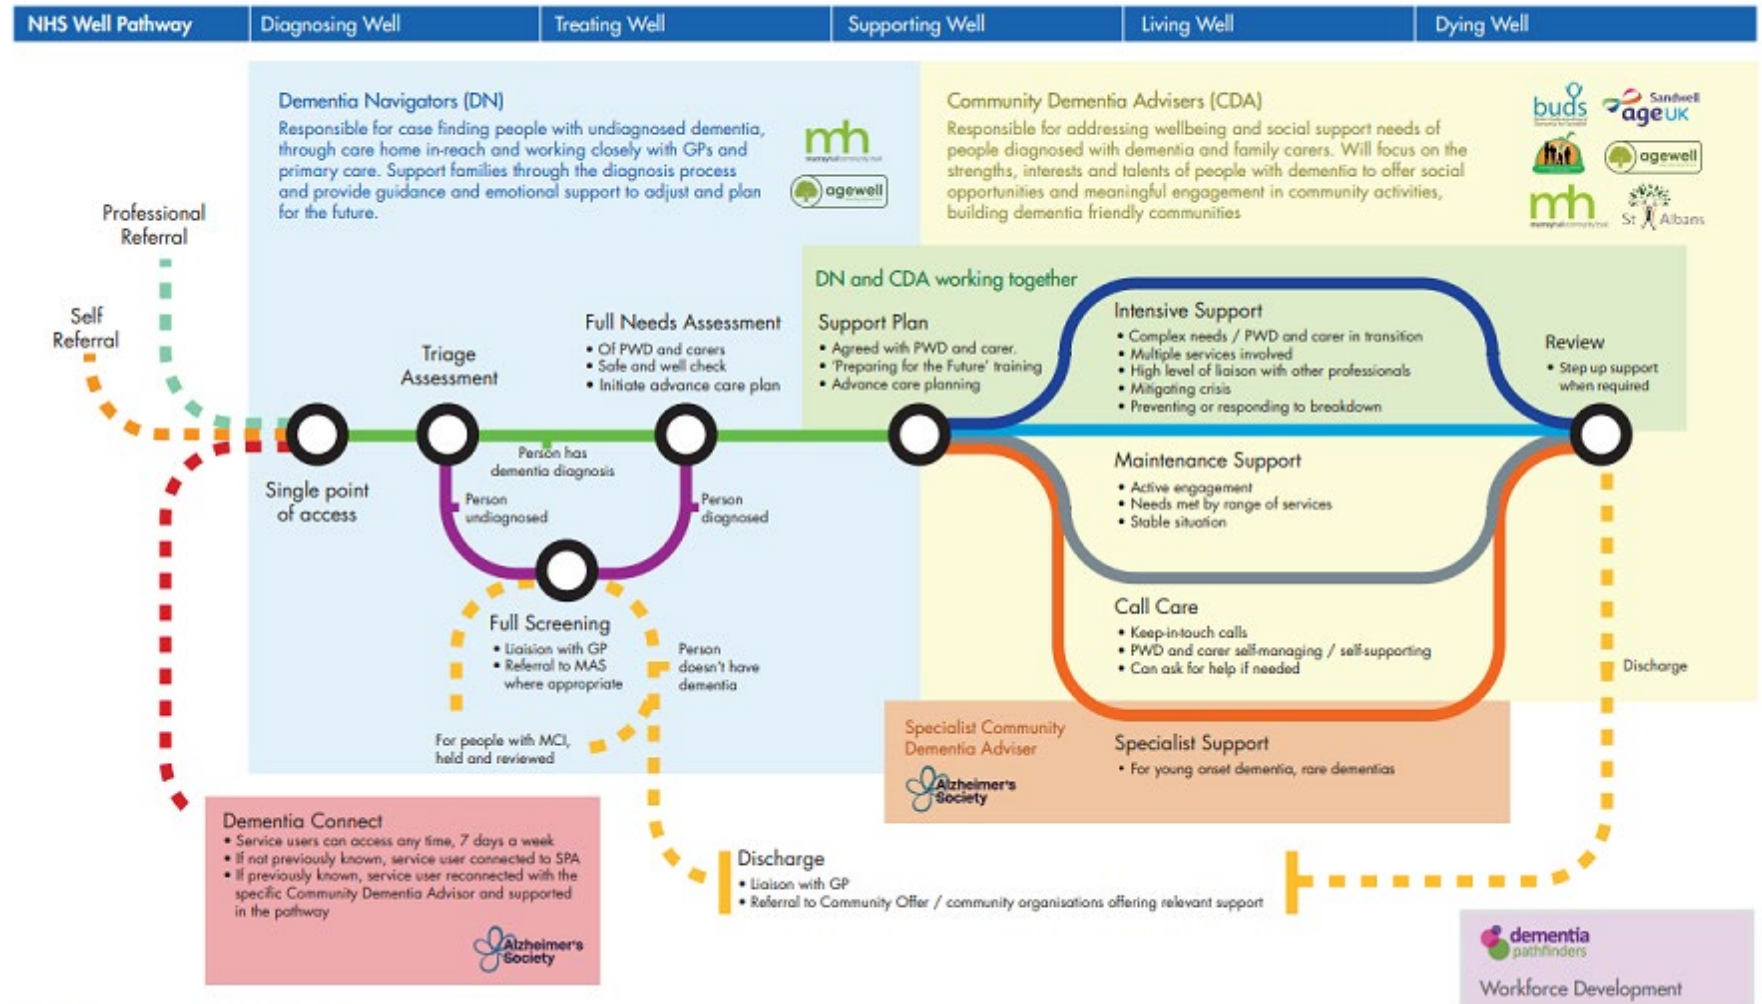 NHS Well Pathway
Diagnosing Well
Treating Well
Supporting Well
Living Well
Dying Well
Dementia Navigators (DN)
Responsible for case finding people with undiagnosed dementia,
through care home in-reach and working closely with GPs and
primary care. Support families through the diagnosis process
and provide guidance and emotional support to adjust and plan
for the future.
mh
agewell
Community Dementia Advisers (CDA)
Responsible for addressing wellbeing and social support needs of
people diagnosed with dementia and family carers. Will focus on the
strengths, interests and talents of people with dementia to offer social
opportunities and meaningful engagement in community activities,
building dementia friendly communities
buds
Sandwell
age UK
agewell
mh
St Albans
Professional
Referral
Self
Referral
Triage
Assessment
Full Needs Assessment
• Of PWD and carers
• Safe and well check
• Initiate advance care plan
DN and CDA working together
Support Plan
• Agreed with PWD and carer.
• 'Preparing for the Future' training
• Advance care planning
Intensive Support
• Complex needs / PWD and carer in transition
• Multiple services involved
• High level of liaison with other professionals
• Mitigating crisis
• Preventing or responding to breakdown
Review
• Step up support
when required
Single point
of access
Person has
dementia diagnosis
Person
undiagnosed
Person
diagnosed
Maintenance Support
• Active engagement
• Needs met by range of services
• Stable situation
Full Screening
• Liaision with GP
• Referral to MAS
where appropriate
Person
doesn't have
dementia
For people with MCI,
held and reviewed
Call Care
• Keep-in-touch calls
• PWD and carer self-managing / self-supporting
• Can ask for help if needed
Discharge
Specialist Community
Dementia Adviser
Alzheimer's
Society
Specialist Support
• For young onset dementia, rare dementias
Dementia Connect
• Service users can access any time, 7 days a week
• If not previously known, service user connected to SPA
• If previously known, service user reconnected with the
specific Community Dementia Advisor and supported
in the pathway
Alzheimer's
Society
Discharge
• Liaison with GP
• Referral to Community Offer / community organisations offering relevant support
dementia
pathfinders
Workforce Development